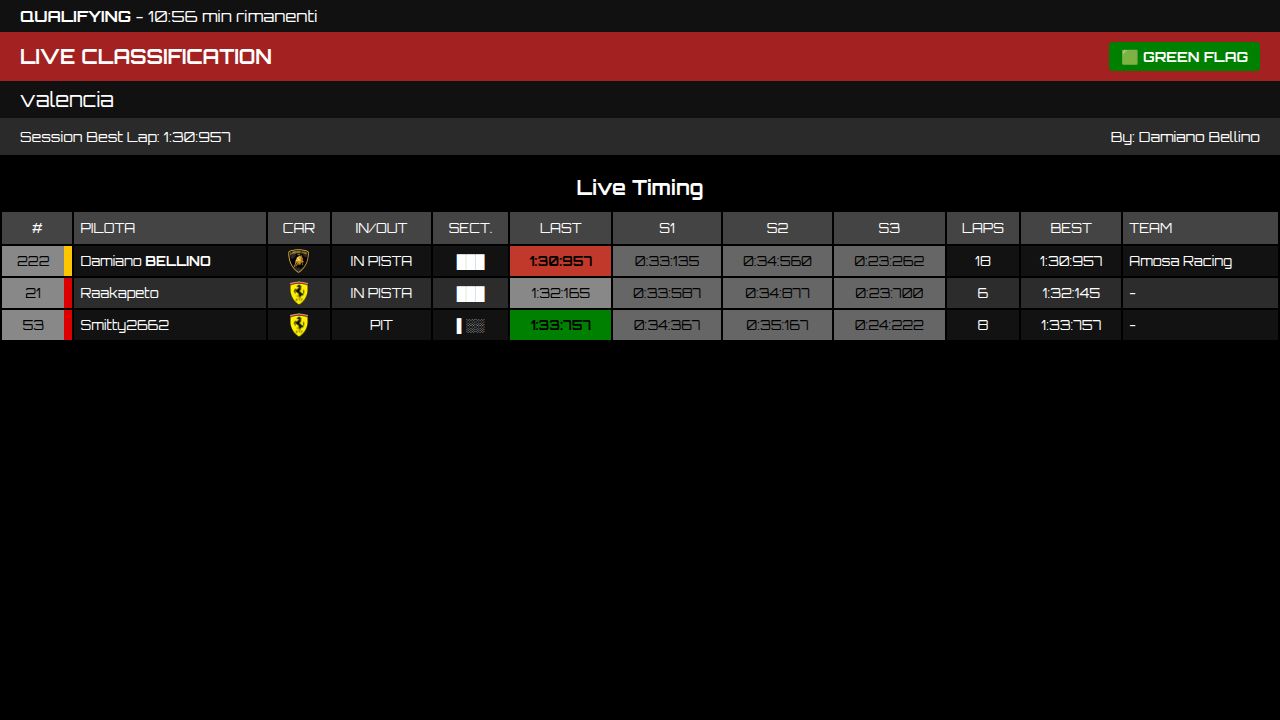 QUALIFYING - 10:56 min rimanenti
LIVE CLASSIFICATION
GREEN FLAG
valencia
Session Best Lap: 1:30:957
By: Damiano Bellino
Live Timing
# PILOTA CAR IN/OUT SECT. LAST S1 S2 S3 LAPS BEST TEAM
222 Damiano BELLINO IN PISTA 1:30:957 0:33:135 0:34:560 0:23:262 18 1:30:957 Amosa Racing
21 Raakapeto IN PISTA 1:32:165 0:33:587 0:34:877 0:23:700 6 1:32:145 -
53 Smitty2662 PIT 1:33:757 0:34:367 0:35:167 0:24:222 8 1:33:757 -